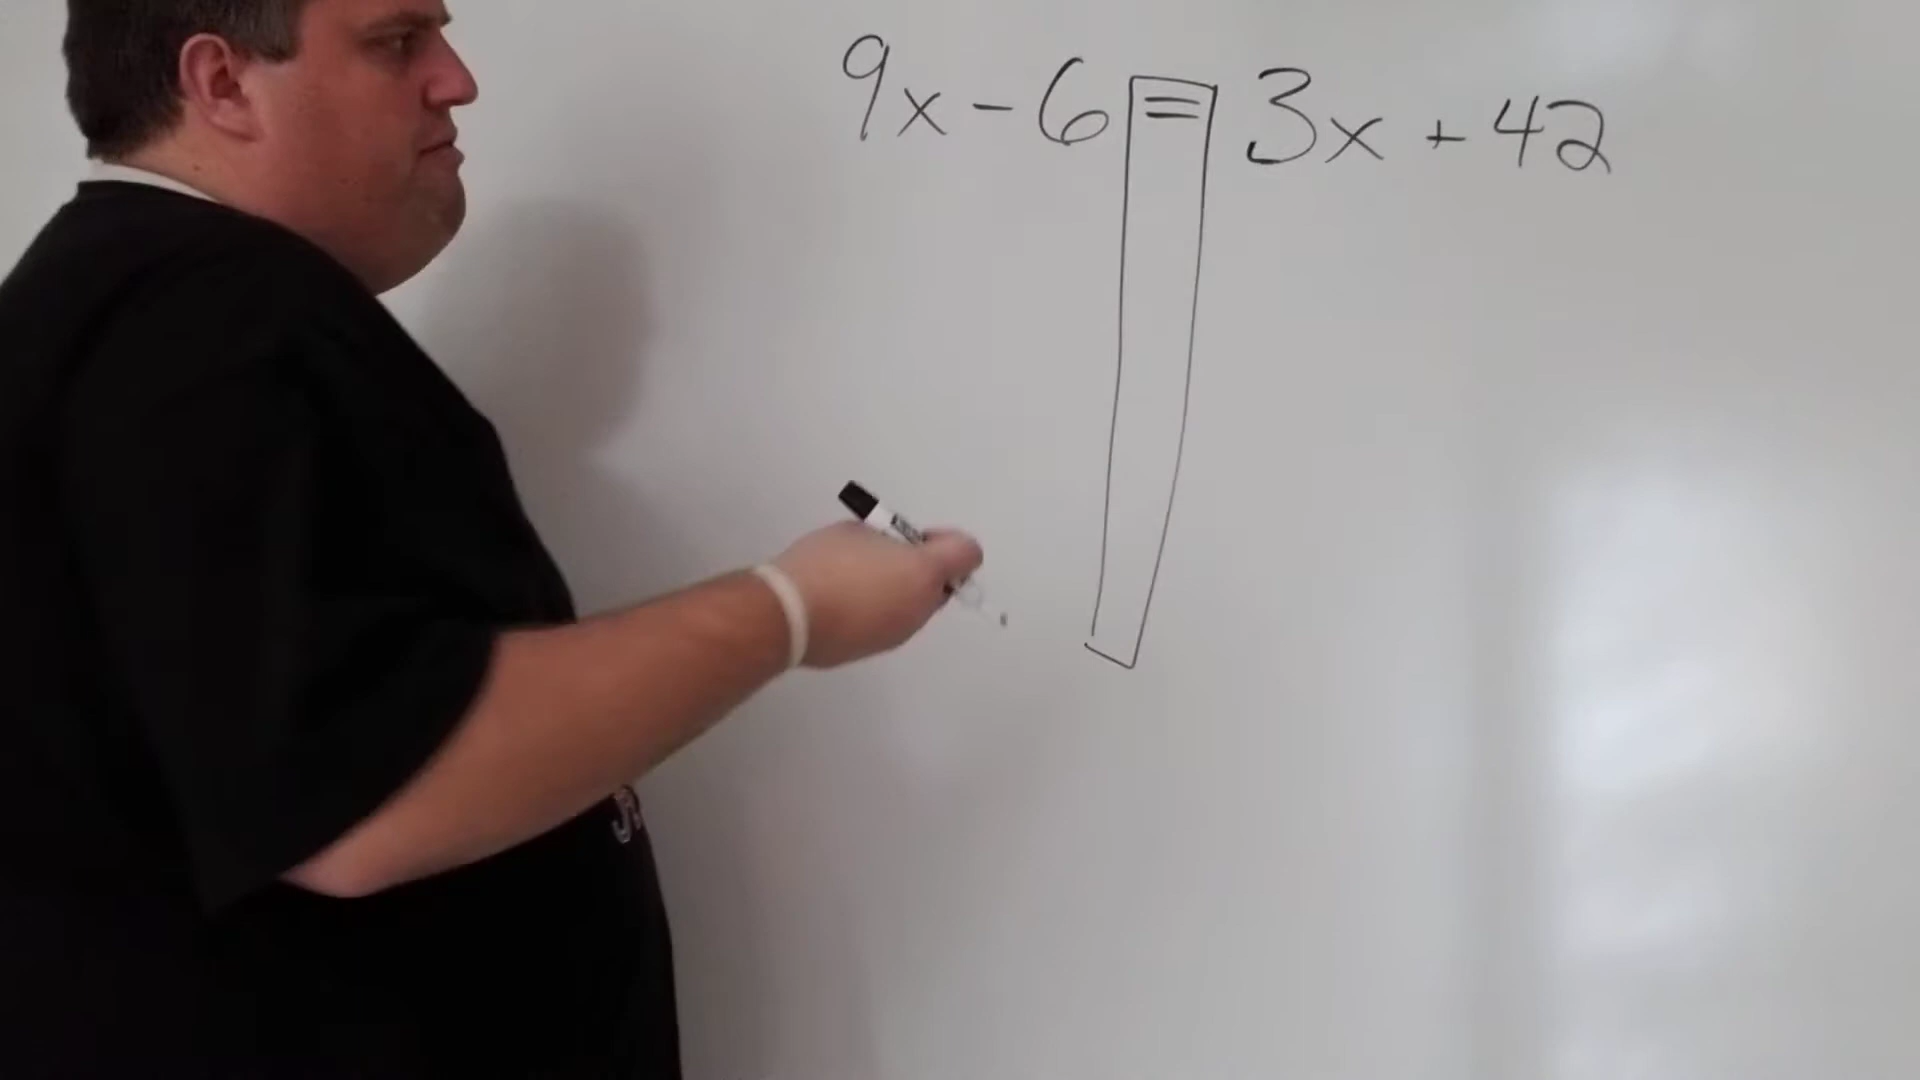 9x - 6 = 3x + 42